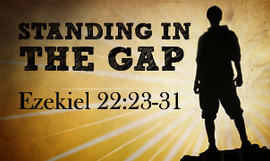 STANDING IN
THE GAP
Ezekiel 22:23-31